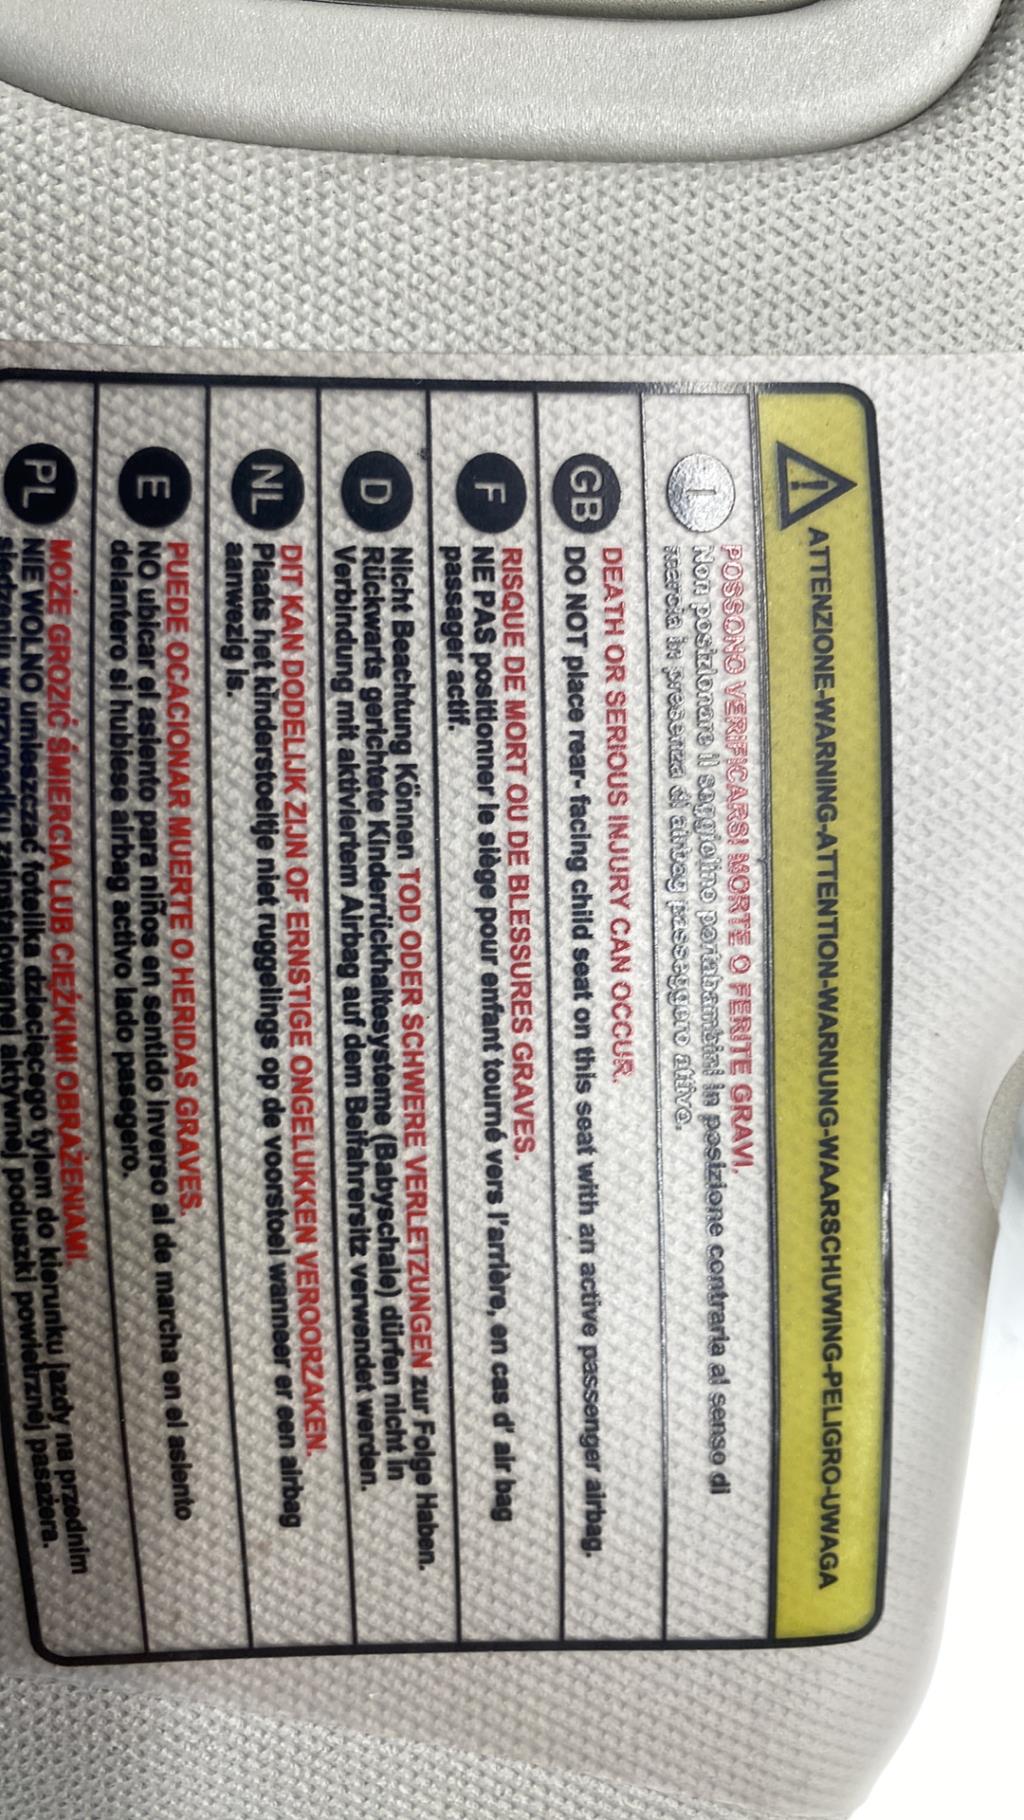 ATTENZIONE-WARNING-ATTENTION-WARNUNG-WAARSCHUWING-PELIGRO-UWAGA
I
POSSONO VERIFICARSI MORTE O FERITE GRAVI.
Non posizionare il seggiolino portabambini in posizione contraria al senso di
marcia in presenza di airbag passeggero attivo.
GB
DEATH OR SERIOUS INJURY CAN OCCUR.
DO NOT place rear- facing child seat on this seat with an active passenger airbag.
F
RISQUE DE MORT OU DE BLESSURES GRAVES.
NE PAS positionner le siège pour enfant tourné vers l'arrière, en cas d' air bag
passager actif.
D
Nicht Beachtung Können TOD ODER SCHWERE VERLETZUNGEN zur Folge Haben.
Rückwarts gerichtete Kinderrückhaltesysteme (Babyschale) dürfen nicht in
Verbindung mit aktiviertem Airbag auf dem Beifahrersitz verwendet werden.
NL
DIT KAN DODELIJK ZIJN OF ERNSTIGE ONGELUKKEN VEROORZAKEN.
Plaats het kinderstoeltje niet ruggelings op de voorstoel wanneer er een airbag
aanwezig is.
E
PUEDE OCACIONAR MUERTE O HERIDAS GRAVES.
NO ubicar el asiento para niños en sentido inverso al de marcha en el asiento
delantero si hubiese airbag activo lado pasegero.
PL
MOŻE GROZIĆ ŚMIERCIA LUB CIĘŻKIMI OBRAŻENIAMI.
NIE WOLNO umieszczać fotelika dziecięcego tyłem do kierunku jazdy na przednim
zainstalowanej aktywnej poduszki powietrznej pasażera.